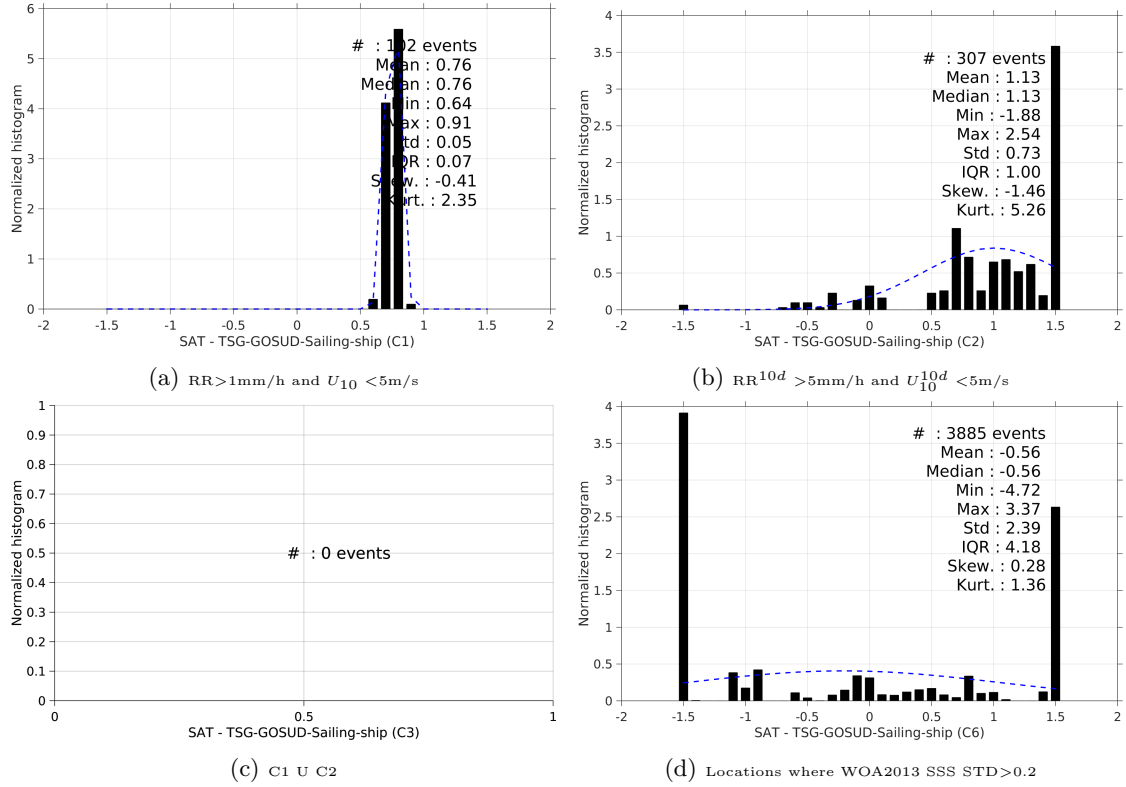 6
5
4
3
2
1
0
-2
-1.5
-1
-0.5
0
0.5
1
1.5
2
Normalized histogram
SAT - TSG-GOSUD-Sailing-ship (C1)
# : 102 events
Mean : 0.76
Median : 0.76
Min : 0.64
Max : 0.91
Std : 0.05
IQR : 0.07
Skew. : -0.41
Kurt. : 2.35
(a) RR>1mm/h and U10 <5m/s
4
3.5
3
2.5
2
1.5
1
0.5
0
-2
-1.5
-1
-0.5
0
0.5
1
1.5
2
Normalized histogram
SAT - TSG-GOSUD-Sailing-ship (C2)
# : 307 events
Mean : 1.13
Median : 1.13
Min : -1.88
Max : 2.54
Std : 0.73
IQR : 1.00
Skew. : -1.46
Kurt. : 5.26
(b) RR10d >5mm/h and U10 10d <5m/s
1
0.9
0.8
0.7
0.6
0.5
0.4
0.3
0.2
0.1
0
0
0.5
1
Normalized histogram
SAT - TSG-GOSUD-Sailing-ship (C3)
# : 0 events
(c) C1 U C2
4
3.5
3
2.5
2
1.5
1
0.5
0
-2
-1.5
-1
-0.5
0
0.5
1
1.5
2
Normalized histogram
SAT - TSG-GOSUD-Sailing-ship (C6)
# : 3885 events
Mean : -0.56
Median : -0.56
Min : -4.72
Max : 3.37
Std : 2.39
IQR : 4.18
Skew. : 0.28
Kurt. : 1.36
(d) Locations where WOA2013 SSS STD>0.2